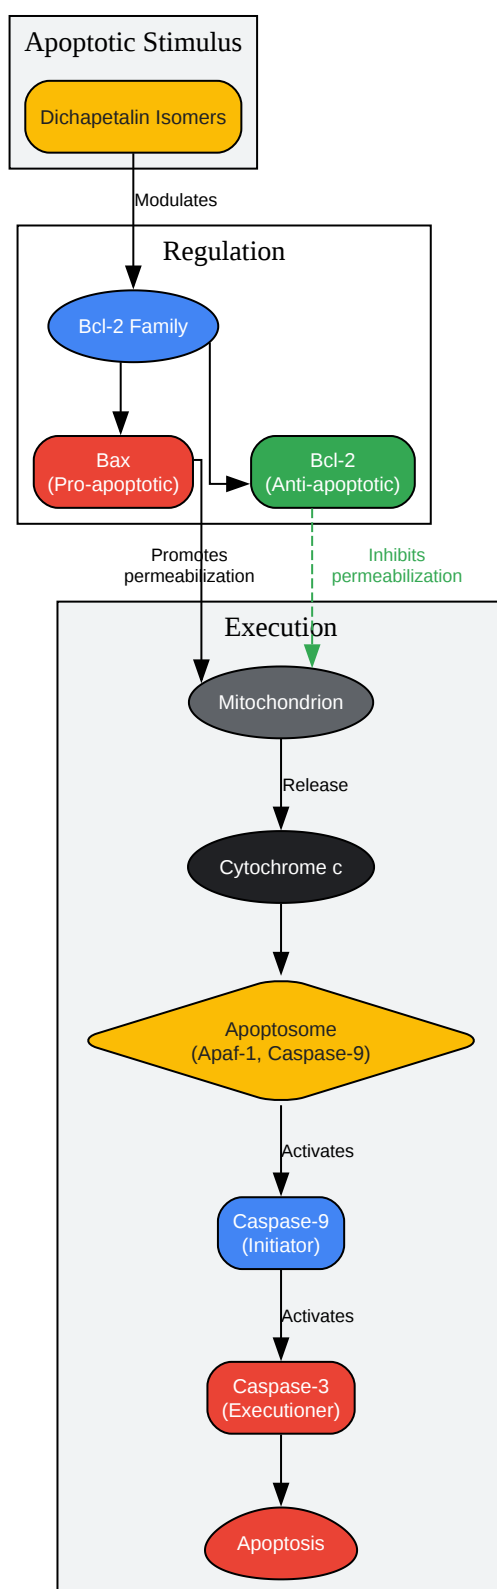 Apoptotic Stimulus
Dichapetalin Isomers
Modulates
Regulation
Bcl-2 Family
Bax
(Pro-apoptotic)
Bcl-2
(Anti-apoptotic)
Promotes
permeabilization
Inhibits
permeabilization
Execution
Mitochondrion
Release
Cytochrome c
Apoptosome
(Apaf-1, Caspase-9)
Activates
Caspase-9
(Initiator)
Activates
Caspase-3
(Executioner)
Apoptosis